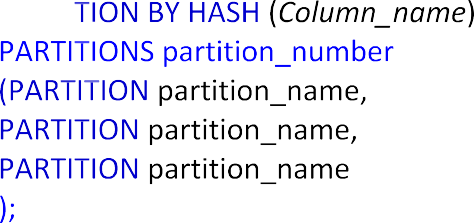 TION BY HASH (Column_name)
PARTITIONS partition_number
(PARTITION partition_name,
PARTITION partition_name,
PARTITION partition_name
);